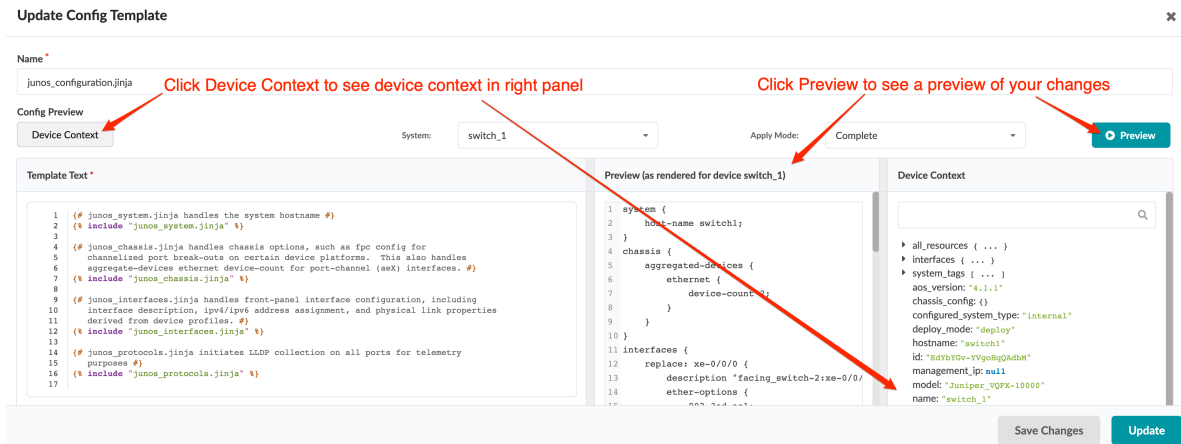 Update Config Template
Name *
junos_configuration.jinja
Click Device Context to see device context in right panel
Click Preview to see a preview of your changes
Config Preview
Device Context
System:
switch_1
Apply Mode:
Complete
Preview
Template Text *
1 {# junos_system.jinja handles the system hostname #}
2 {% include "junos_system.jinja" %}
3
4 {# junos_chassis.jinja handles chassis options, such as fpc config for
5 channelized port break-outs on certain device platforms. This also handles
6 aggregate-devices ethernet device-count for port-channel (aeX) interfaces. #}
7 {% include "junos_chassis.jinja" %}
8
9 {# junos_interfaces.jinja handles front-panel interface configuration, including
10 interface description, ipv4/ipv6 address assignment, and physical link properties
11 derived from device profiles. #}
12 {% include "junos_interfaces.jinja" %}
13
14 {# junos_protocols.jinja initiates LLDP collection on all ports for telemetry
15 purposes #}
16 {% include "junos_protocols.jinja" %}
17
Preview (as rendered for device switch_1)
1 system {
2 host-name switch1;
3 }
4 chassis {
5 aggregated-devices {
6 ethernet {
7 device-count 2;
8 }
9 }
10 }
11 interfaces {
12 replace: xe-0/0/0 {
13 description "facing_switch-2:xe-0/0/
14 ether-options {
Device Context
all_resources { ... }
interfaces { ... }
system_tags [ ... ]
aos_version: "4.1.1"
chassis_config: {}
configured_system_type: "internal"
deploy_mode: "deploy"
hostname: "switch1"
id: "EdYbYGv-YVgoHqQAdbM"
management_ip: null
model: "Juniper_VQFX-10000"
name: "switch_1"
Save Changes
Update